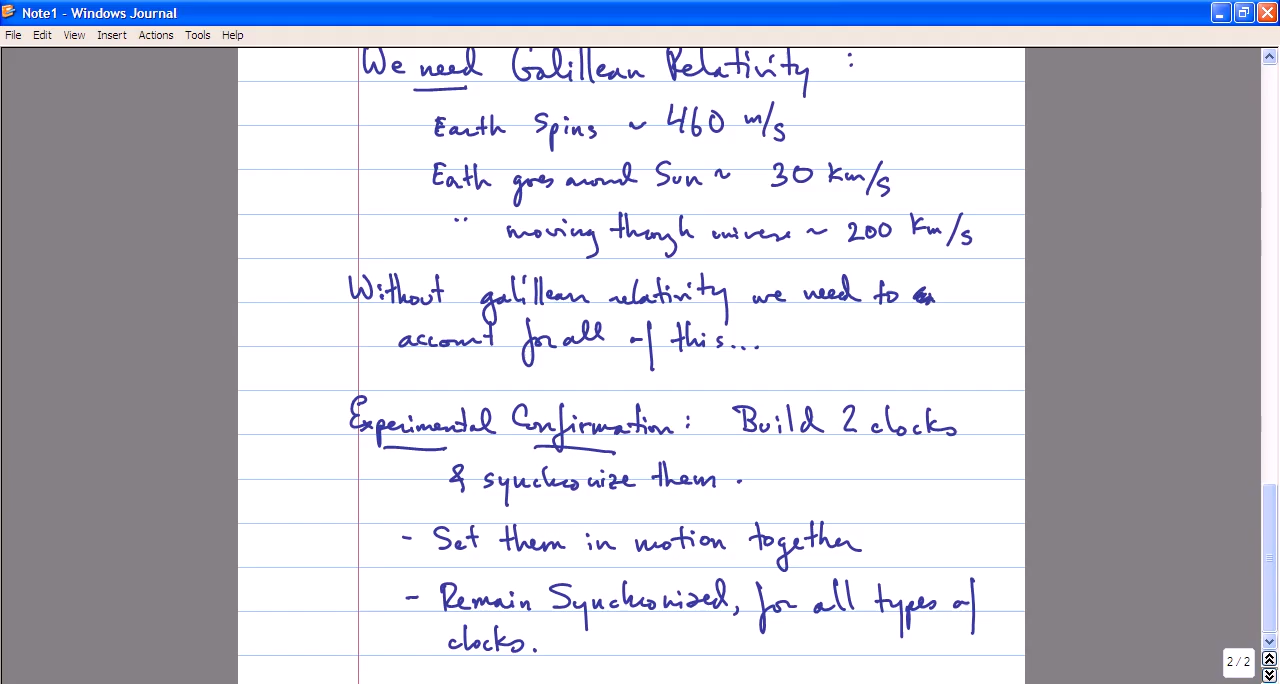 Note1 - Windows Journal
File Edit View Insert Actions Tools Help
We need Galillean Relativity :
Earth Spins ~ 460 m/s
Eath goes around Sun ~ 30 Km/s
" moving though universe ~ 200 Km/s
Without galillean relativity we need to
account for all of this...
Experimental Confirmation: Build 2 clocks
& synchronize them.
- Set them in motion together
- Remain Synchronized, for all types of
clocks.
2 / 2